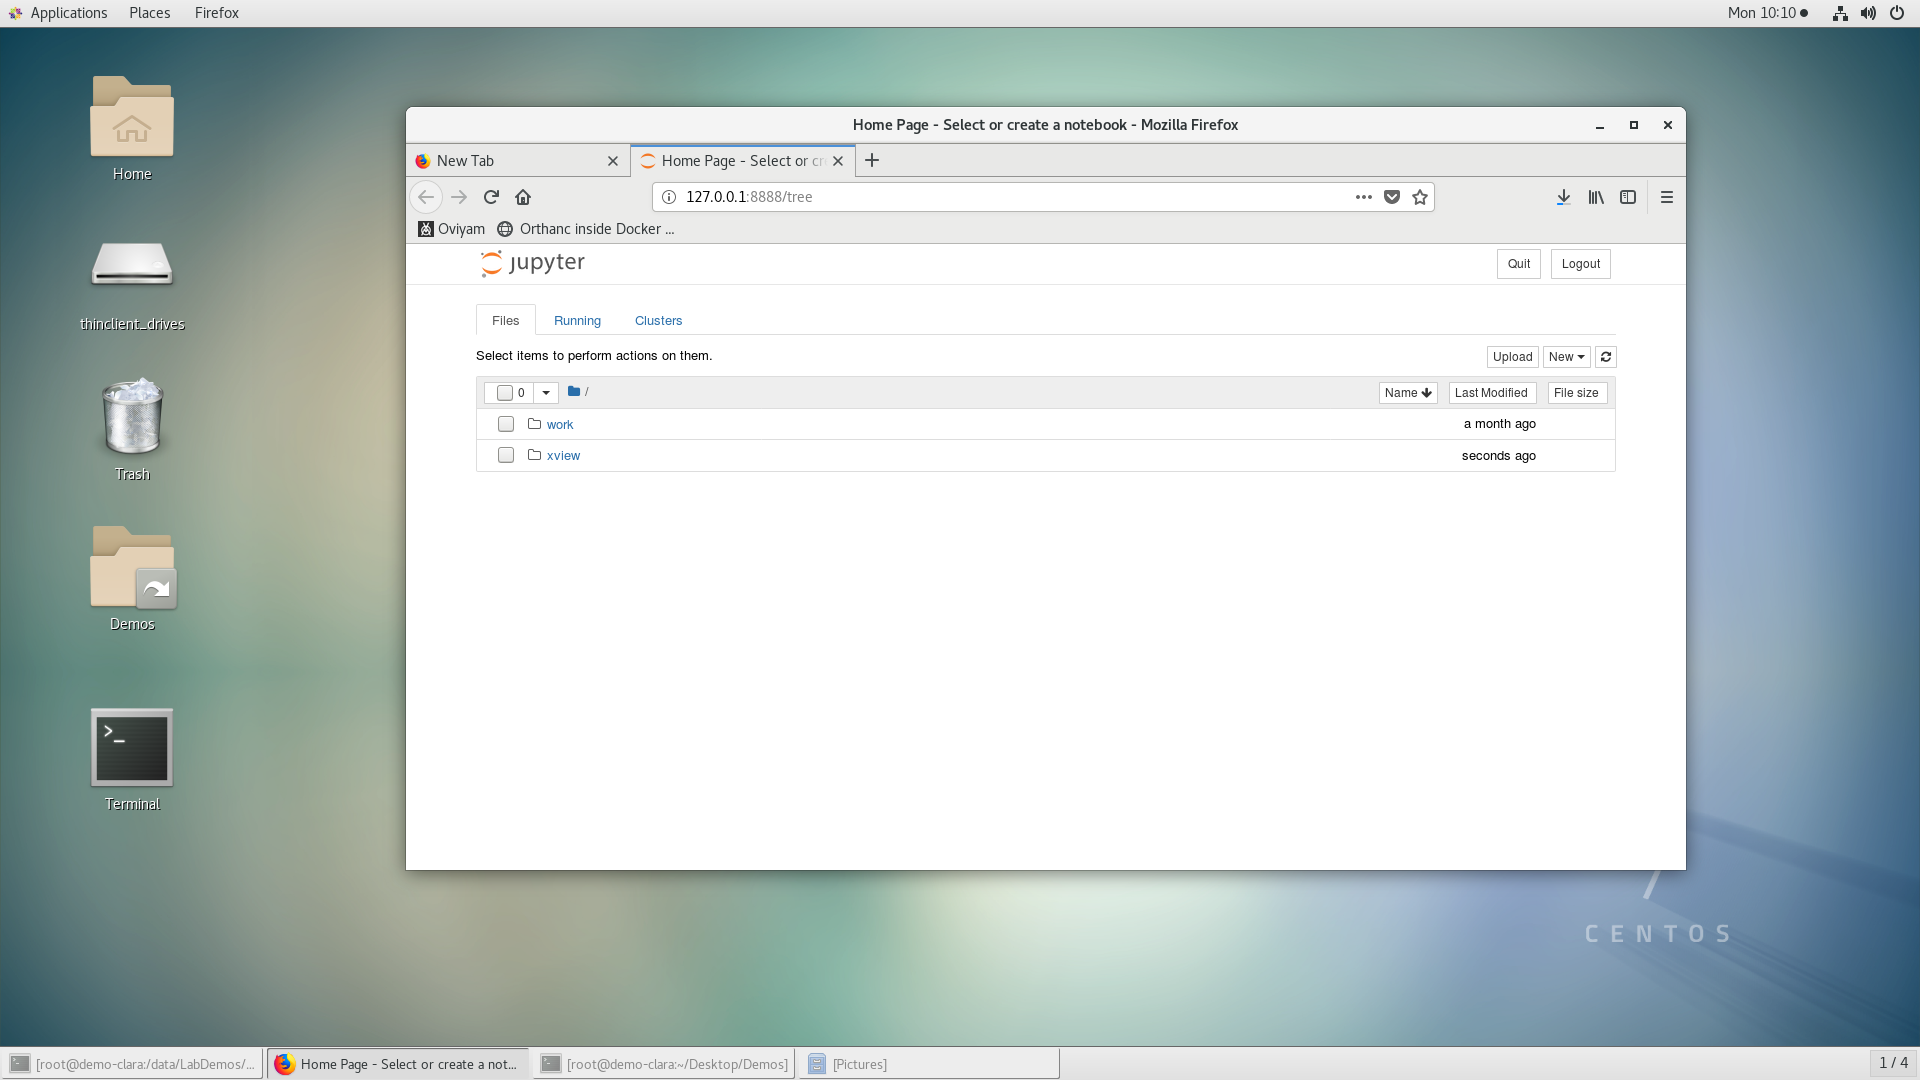 Applications Places Firefox Mon 10:10
Home Page - Select or create a notebook - Mozilla Firefox
New Tab Home Page - Select or cr
127.0.0.1:8888/tree
Oviyam Orthanc inside Docker ...
jupyter Quit Logout
Files Running Clusters
Select items to perform actions on them. Upload New
0 / Name Last Modified File size
work a month ago
xview seconds ago
Home
thinclient_drives
Trash
Demos
Terminal
7
CENTOS
[root@demo-clara:/data/LabDemos/... Home Page - Select or create a not... [root@demo-clara:~/Desktop/Demos] [Pictures] 1 / 4